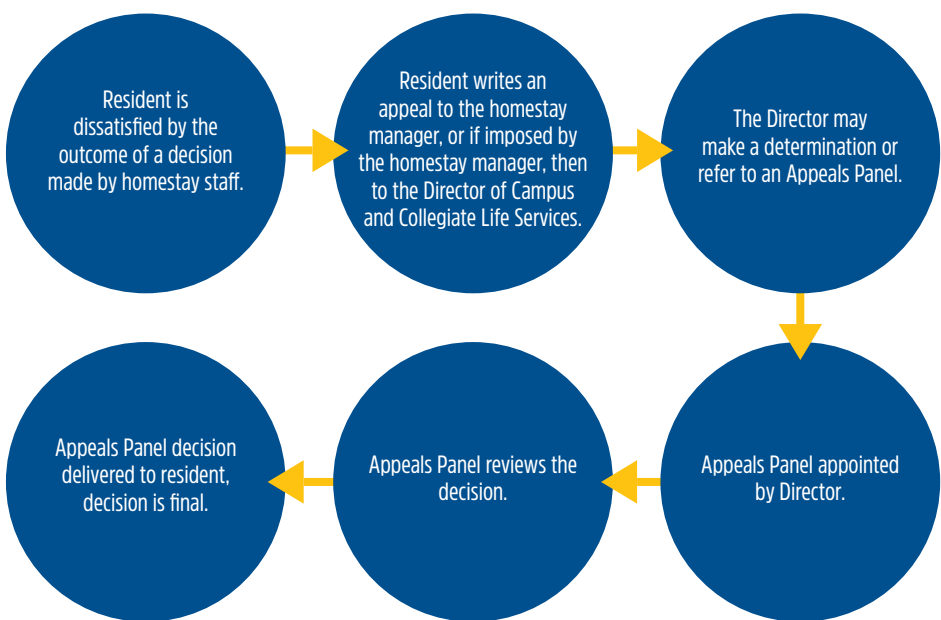 Resident is
dissatisfied by the
outcome of a decision
made by homestay staff.
Resident writes an
appeal to the homestay
manager, or if imposed by
the homestay manager, then
to the Director of Campus
and Collegiate Life Services.
The Director may
make a determination or
refer to an Appeals Panel.
Appeals Panel appointed
by Director.
Appeals Panel reviews the
decision.
Appeals Panel decision
delivered to resident,
decision is final.